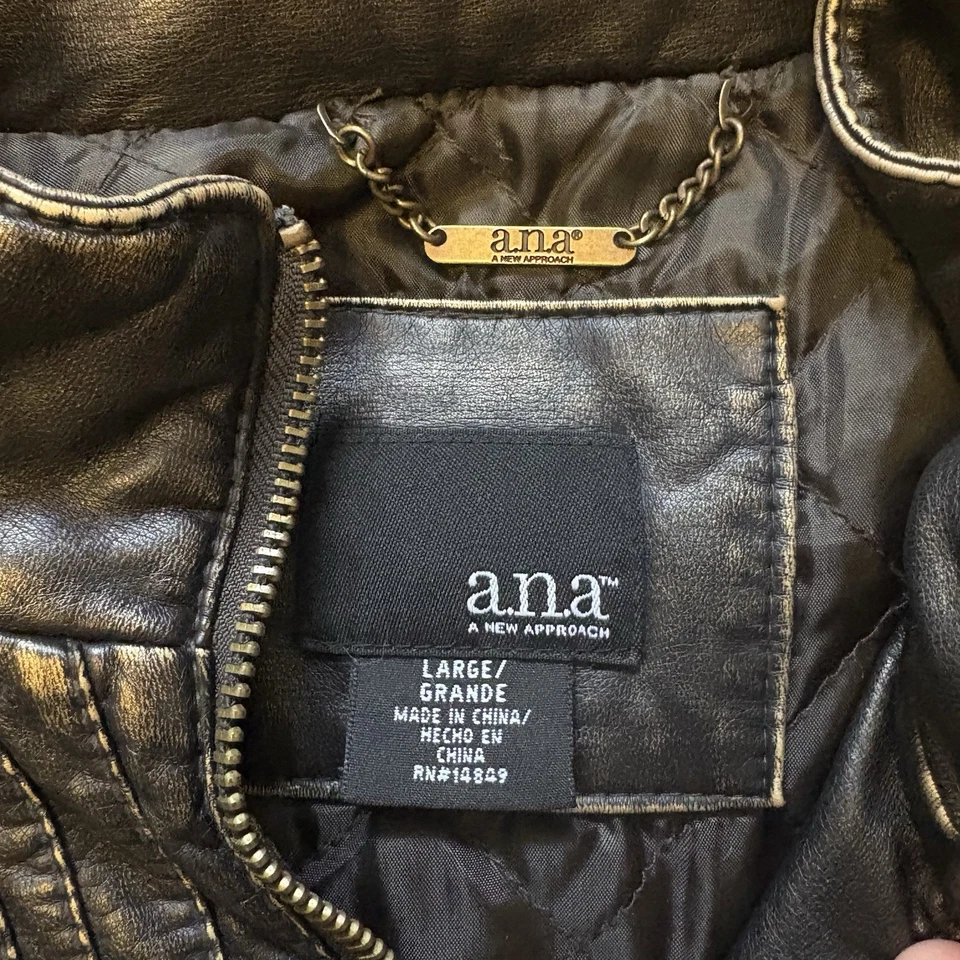 a.n.a®
A NEW APPROACH
a.n.a™
A NEW APPROACH
LARGE/
GRANDE
MADE IN CHINA/
HECHO EN
CHINA
RN#14849